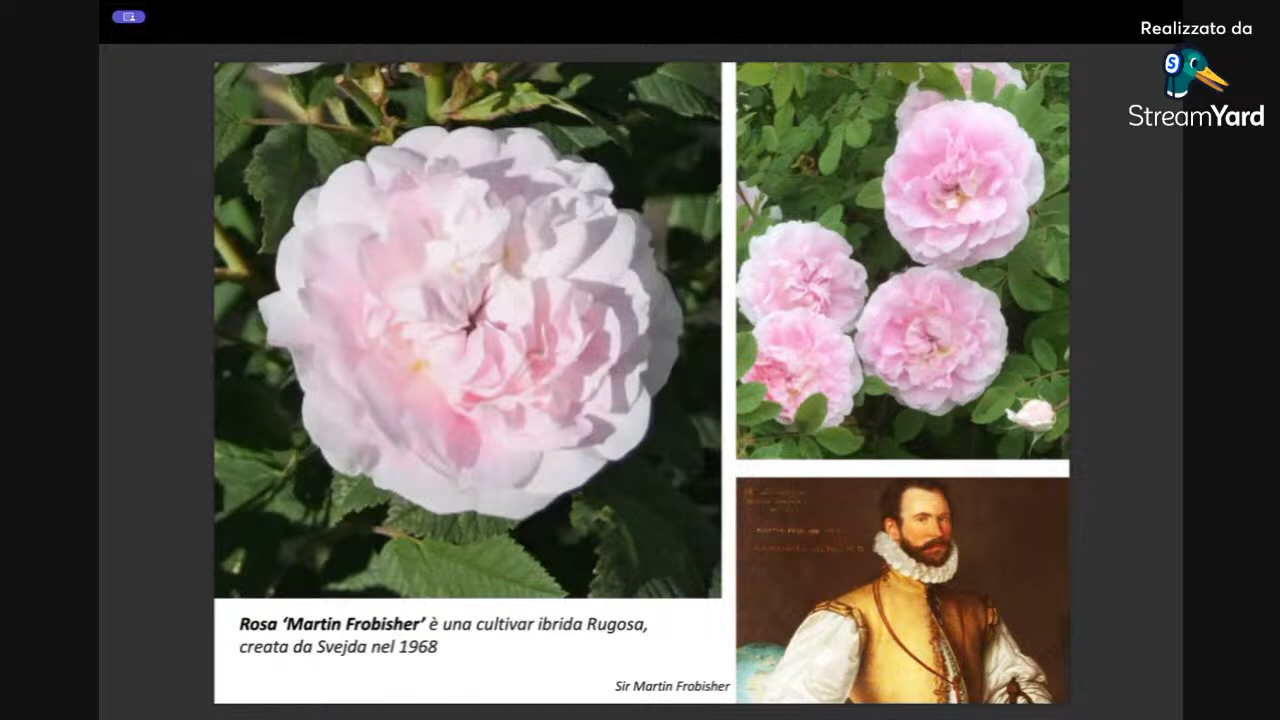 Realizzato da
StreamYard
Rosa ‘Martin Frobisher’ è una cultivar ibrida Rugosa,
creata da Svejda nel 1968
Sir Martin Frobisher